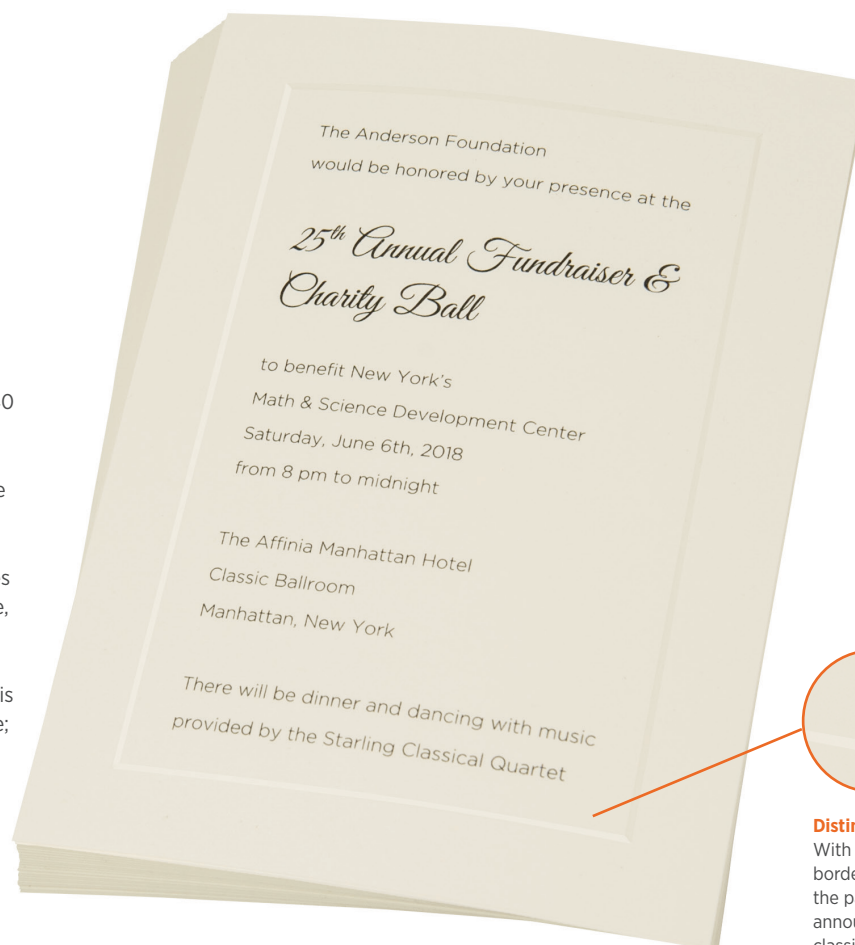 The Anderson Foundation
would be honored by your presence at the
25th Annual Fundraiser &
Charity Ball
to benefit New York's
Math & Science Development Center
Saturday, June 6th, 2018
from 8 pm to midnight
The Affinia Manhattan Hotel
Classic Ballroom
Manhattan, New York
There will be dinner and dancing with music
provided by the Starling Classical Quartet
With
the